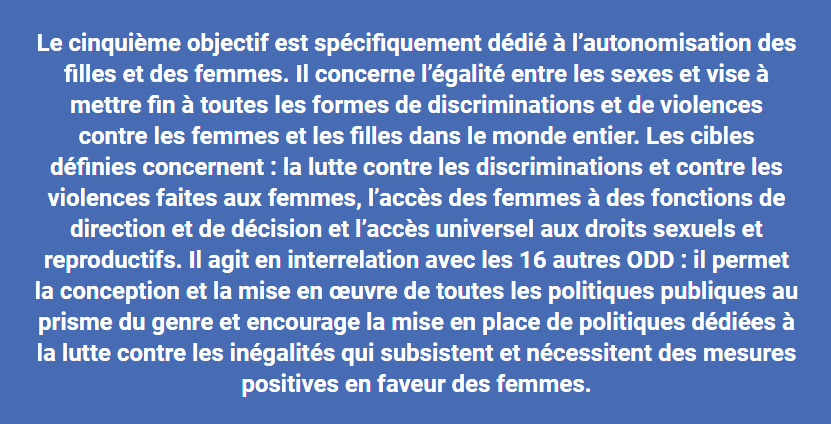 Le cinquième objectif est spécifiquement dédié à l’autonomisation des
filles et des femmes. Il concerne l’égalité entre les sexes et vise à
mettre fin à toutes les formes de discriminations et de violences
contre les femmes et les filles dans le monde entier. Les cibles
définies concernent : la lutte contre les discriminations et contre les
violences faites aux femmes, l’accès des femmes à des fonctions de
direction et de décision et l’accès universel aux droits sexuels et
reproductifs. Il agit en interrelation avec les 16 autres ODD : il permet
la conception et la mise en œuvre de toutes les politiques publiques au
prisme du genre et encourage la mise en place de politiques dédiées à
la lutte contre les inégalités qui subsistent et nécessitent des mesures
positives en faveur des femmes.